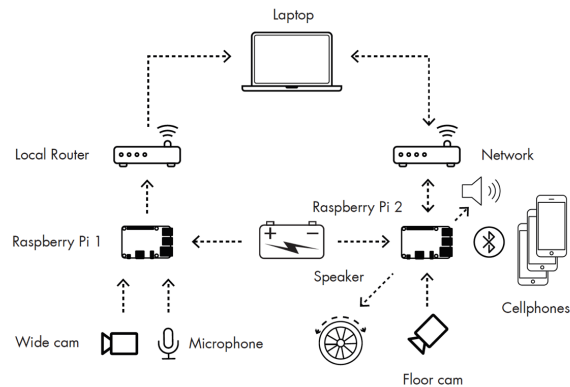 Laptop
Local Router
Network
Raspberry Pi 2
Raspberry Pi 1
Speaker
Cellphones
Wide cam
Microphone
Floor cam